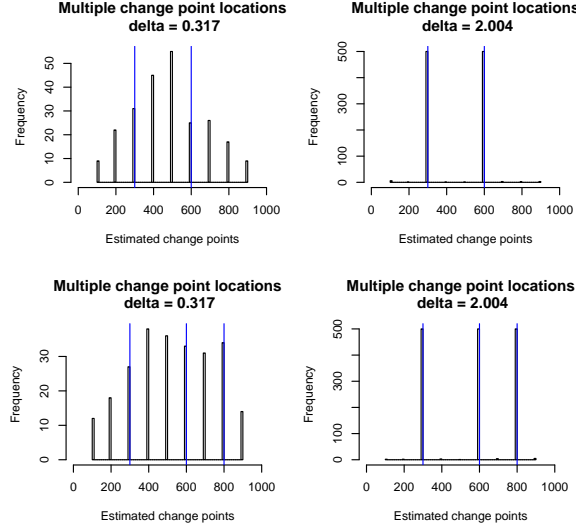 Multiple change point locations
delta = 0.317
Frequency
50
40
30
20
10
0
0 200 400 600 800 1000
Estimated change points
Multiple change point locations
delta = 2.004
Frequency
500
300
100
0
0 200 400 600 800 1000
Estimated change points
Multiple change point locations
delta = 0.317
Frequency
30
20
10
0
0 200 400 600 800 1000
Estimated change points
Multiple change point locations
delta = 2.004
Frequency
500
300
100
0
0 200 400 600 800 1000
Estimated change points